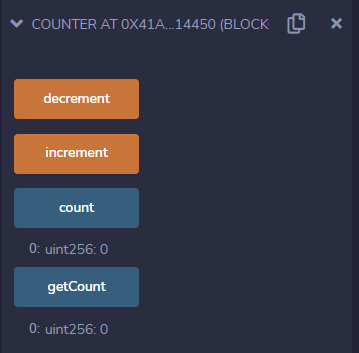 COUNTER AT 0X41A...14450 (BLOCK
decrement
increment
count
0: uint256: 0
getCount
0: uint256: 0